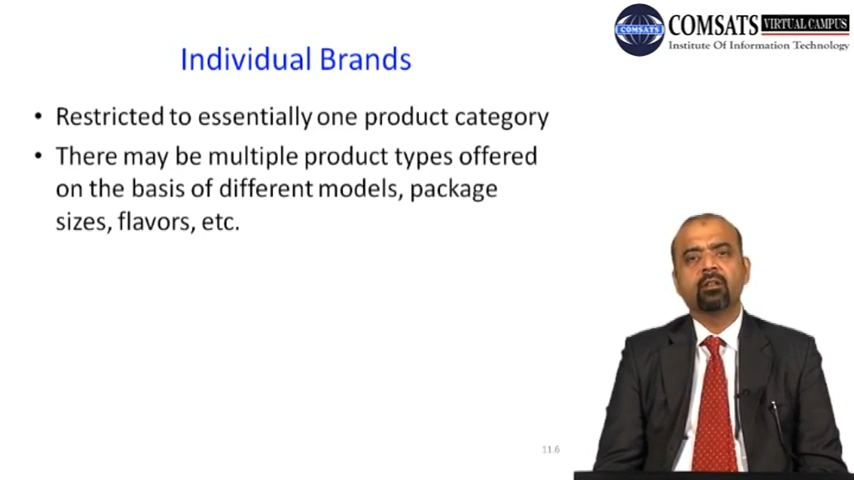 COMSATS
COMSATS VIRTUAL CAMPUS
Institute Of Information Technology
Individual Brands
• Restricted to essentially one product category
• There may be multiple product types offered
on the basis of different models, package
sizes, flavors, etc.
11.6